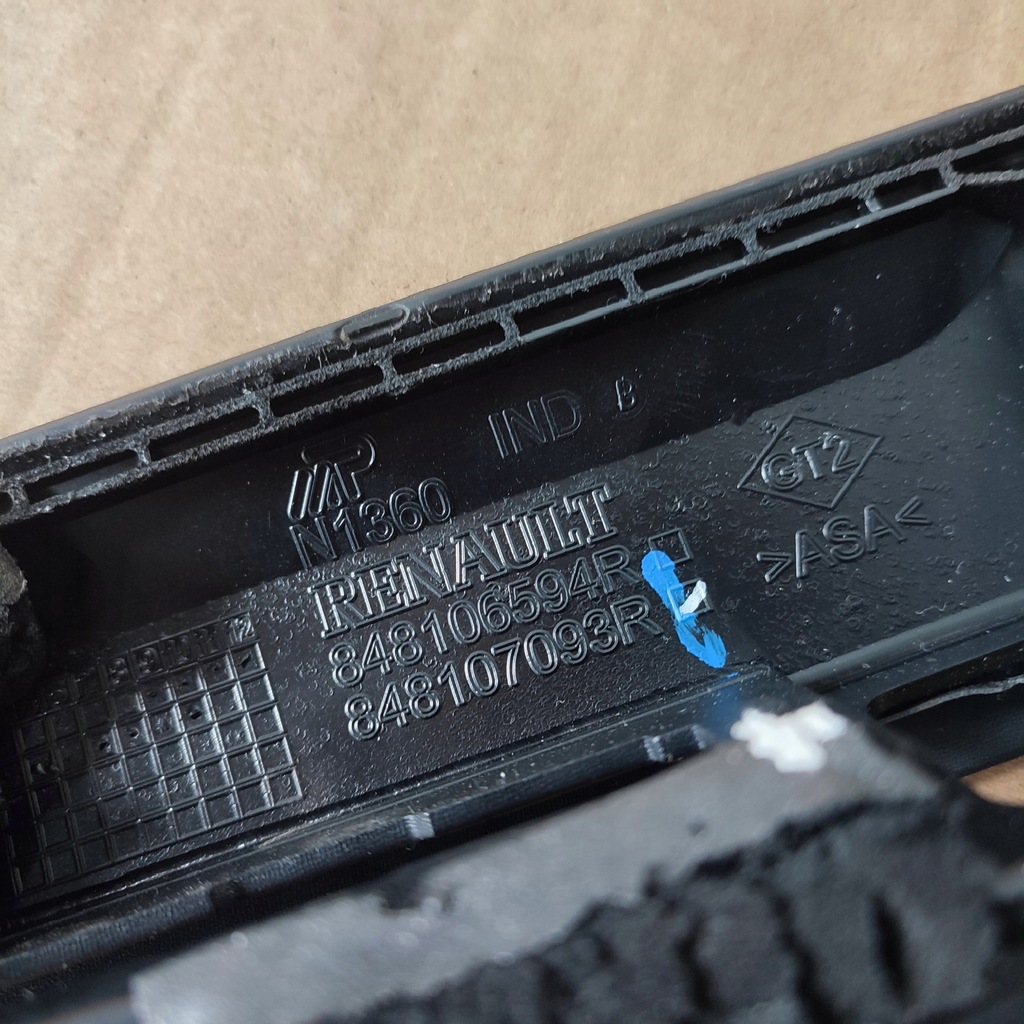 IND B
N1360
RENAULT
848106594R
848107093R
GT2
>ASA<